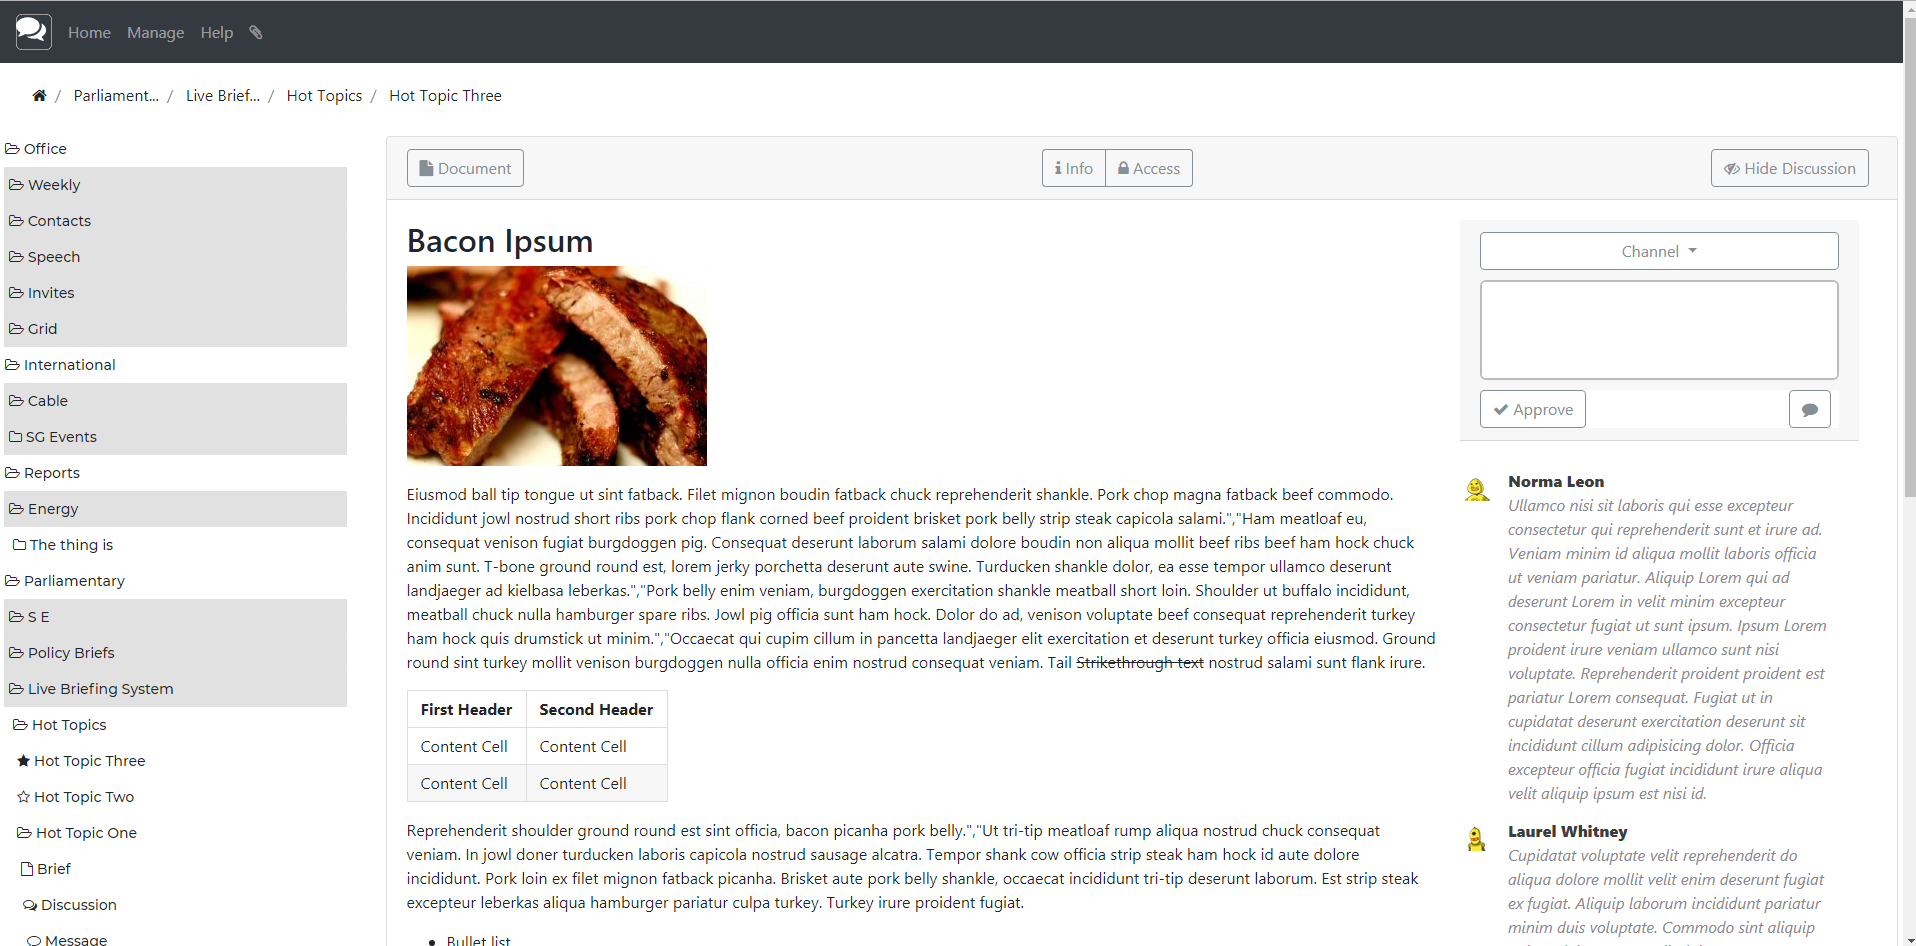 Home Manage Help
/ Parliament... / Live Brief... / Hot Topics / Hot Topic Three
Office
Weekly
Contacts
Speech
Invites
Grid
International
Cable
SG Events
Reports
Energy
The thing is
Parliamentary
S E
Policy Briefs
Live Briefing System
Hot Topics
Hot Topic Three
Hot Topic Two
Hot Topic One
Brief
Discussion
Message
Document
Info Access
Hide Discussion
Bacon Ipsum
Eiusmod ball tip tongue ut sint fatback. Filet mignon boudin fatback chuck reprehenderit shankle. Pork chop magna fatback beef commodo.
Incididunt jowl nostrud short ribs pork chop flank corned beef proident brisket pork belly strip steak capicola salami.","Ham meatloaf eu,
consequat venison fugiat burgdoggen pig. Consequat deserunt laborum salami dolore boudin non aliqua mollit beef ribs beef ham hock chuck
anim sunt. T-bone ground round est, lorem jerky porchetta deserunt aute swine. Turducken shankle dolor, ea esse tempor ullamco deserunt
landjaeger ad kielbasa leberkas.","Pork belly enim veniam, burgdoggen exercitation shankle meatball short loin. Shoulder ut buffalo incididunt,
meatball chuck nulla hamburger spare ribs. Jowl pig officia sunt ham hock. Dolor do ad, venison voluptate beef consequat reprehenderit turkey
ham hock quis drumstick ut minim.","Occaecat qui cupim cillum in pancetta landjaeger elit exercitation et deserunt turkey officia eiusmod. Ground
round sint turkey mollit venison burgdoggen nulla officia enim nostrud consequat veniam. Tail Strikethrough text nostrud salami sunt flank irure.
First Header Second Header
Content Cell Content Cell
Content Cell Content Cell
Reprehenderit shoulder ground round est sint officia, bacon picanha pork belly.","Ut tri-tip meatloaf rump aliqua nostrud chuck consequat
veniam. In jowl doner turducken laboris capicola nostrud sausage alcatra. Tempor shank cow officia strip steak ham hock id aute dolore
incididunt. Pork loin ex filet mignon fatback picanha. Brisket aute pork belly shankle, occaecat incididunt tri-tip deserunt laborum. Est strip steak
excepteur leberkas aliqua hamburger pariatur culpa turkey. Turkey irure proident fugiat.
Bullet list
Channel
Approve
Norma Leon
Ullamco nisi sit laboris qui esse excepteur
consectetur qui reprehenderit sunt et irure ad.
Veniam minim id aliqua mollit laboris officia
ut veniam pariatur. Aliquip Lorem qui ad
deserunt Lorem in velit minim excepteur
consectetur fugiat ut sunt ipsum. Ipsum Lorem
proident irure veniam ullamco sunt nisi
voluptate. Reprehenderit proident proident est
pariatur Lorem consequat. Fugiat ut in
cupidatat deserunt exercitation deserunt sit
incididunt cillum adipisicing dolor. Officia
excepteur officia fugiat incididunt irure aliqua
velit aliquip ipsum est nisi id.
Laurel Whitney
Cupidatat voluptate velit reprehenderit do
aliqua dolore mollit velit enim deserunt fugiat
ex fugiat. Aliquip laborum incididunt pariatur
minim duis voluptate. Commodo sint aliquip